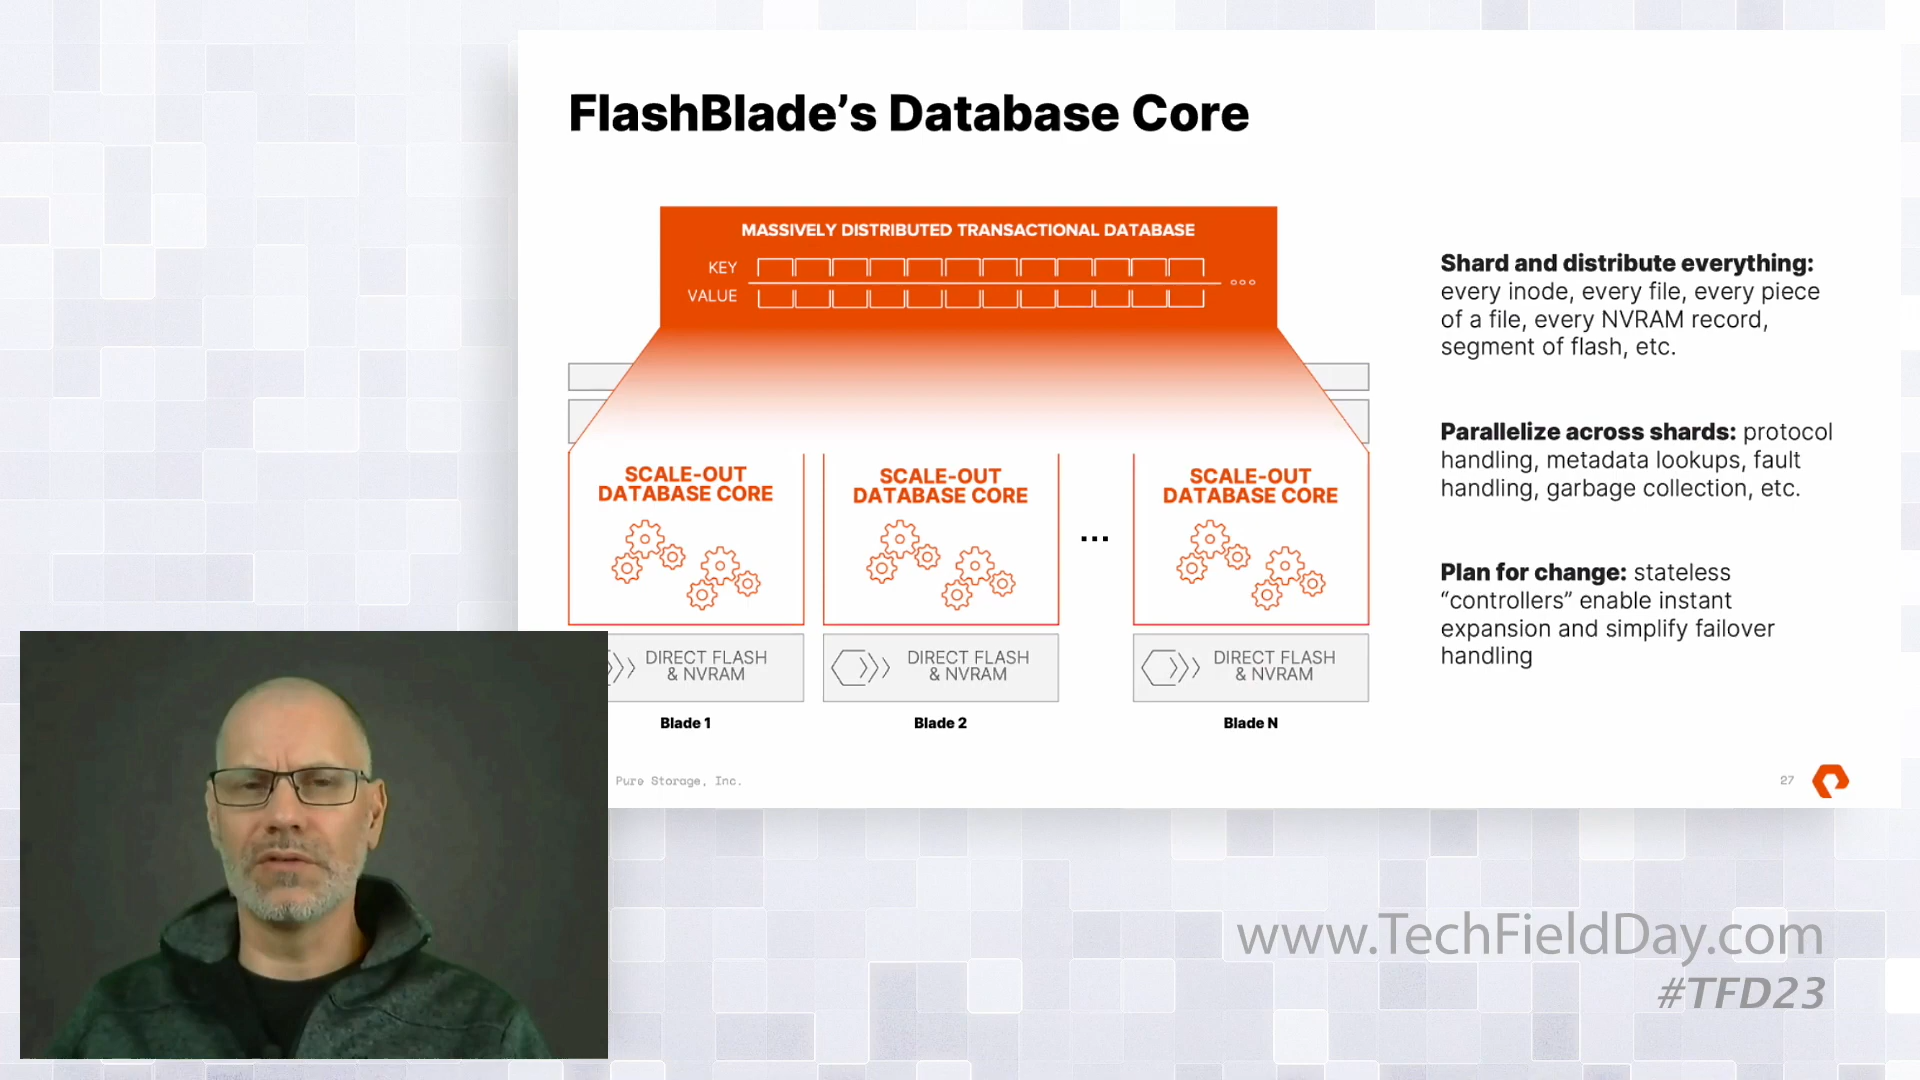 FlashBlade’s Database Core
MASSIVELY DISTRIBUTED TRANSACTIONAL DATABASE
KEY
VALUE
SCALE-OUT
DATABASE CORE
SCALE-OUT
DATABASE CORE
...
SCALE-OUT
DATABASE CORE
DIRECT FLASH
& NVRAM
DIRECT FLASH
& NVRAM
DIRECT FLASH
& NVRAM
Blade 1
Blade 2
Blade N
Shard and distribute everything:
every inode, every file, every piece
of a file, every NVRAM record,
segment of flash, etc.
Parallelize across shards: protocol
handling, metadata lookups, fault
handling, garbage collection, etc.
Plan for change: stateless
“controllers” enable instant
expansion and simplify failover
handling
Pure Storage, Inc.
27
www.TechFieldDay.com
#TFD23